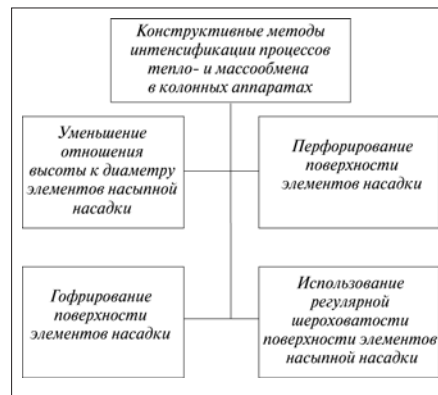 Конструктивные методы
интенсификации процессов
тепло- и массообмена
в колонных аппаратах
Уменьшение
отношения
высоты к диаметру
элементов насыпной
насадки
Перфорирование
поверхности
элементов насадки
Гофрирование
поверхности
элементов насадки
Использование
регулярной
шероховатости
поверхности элементов
насыпной насадки